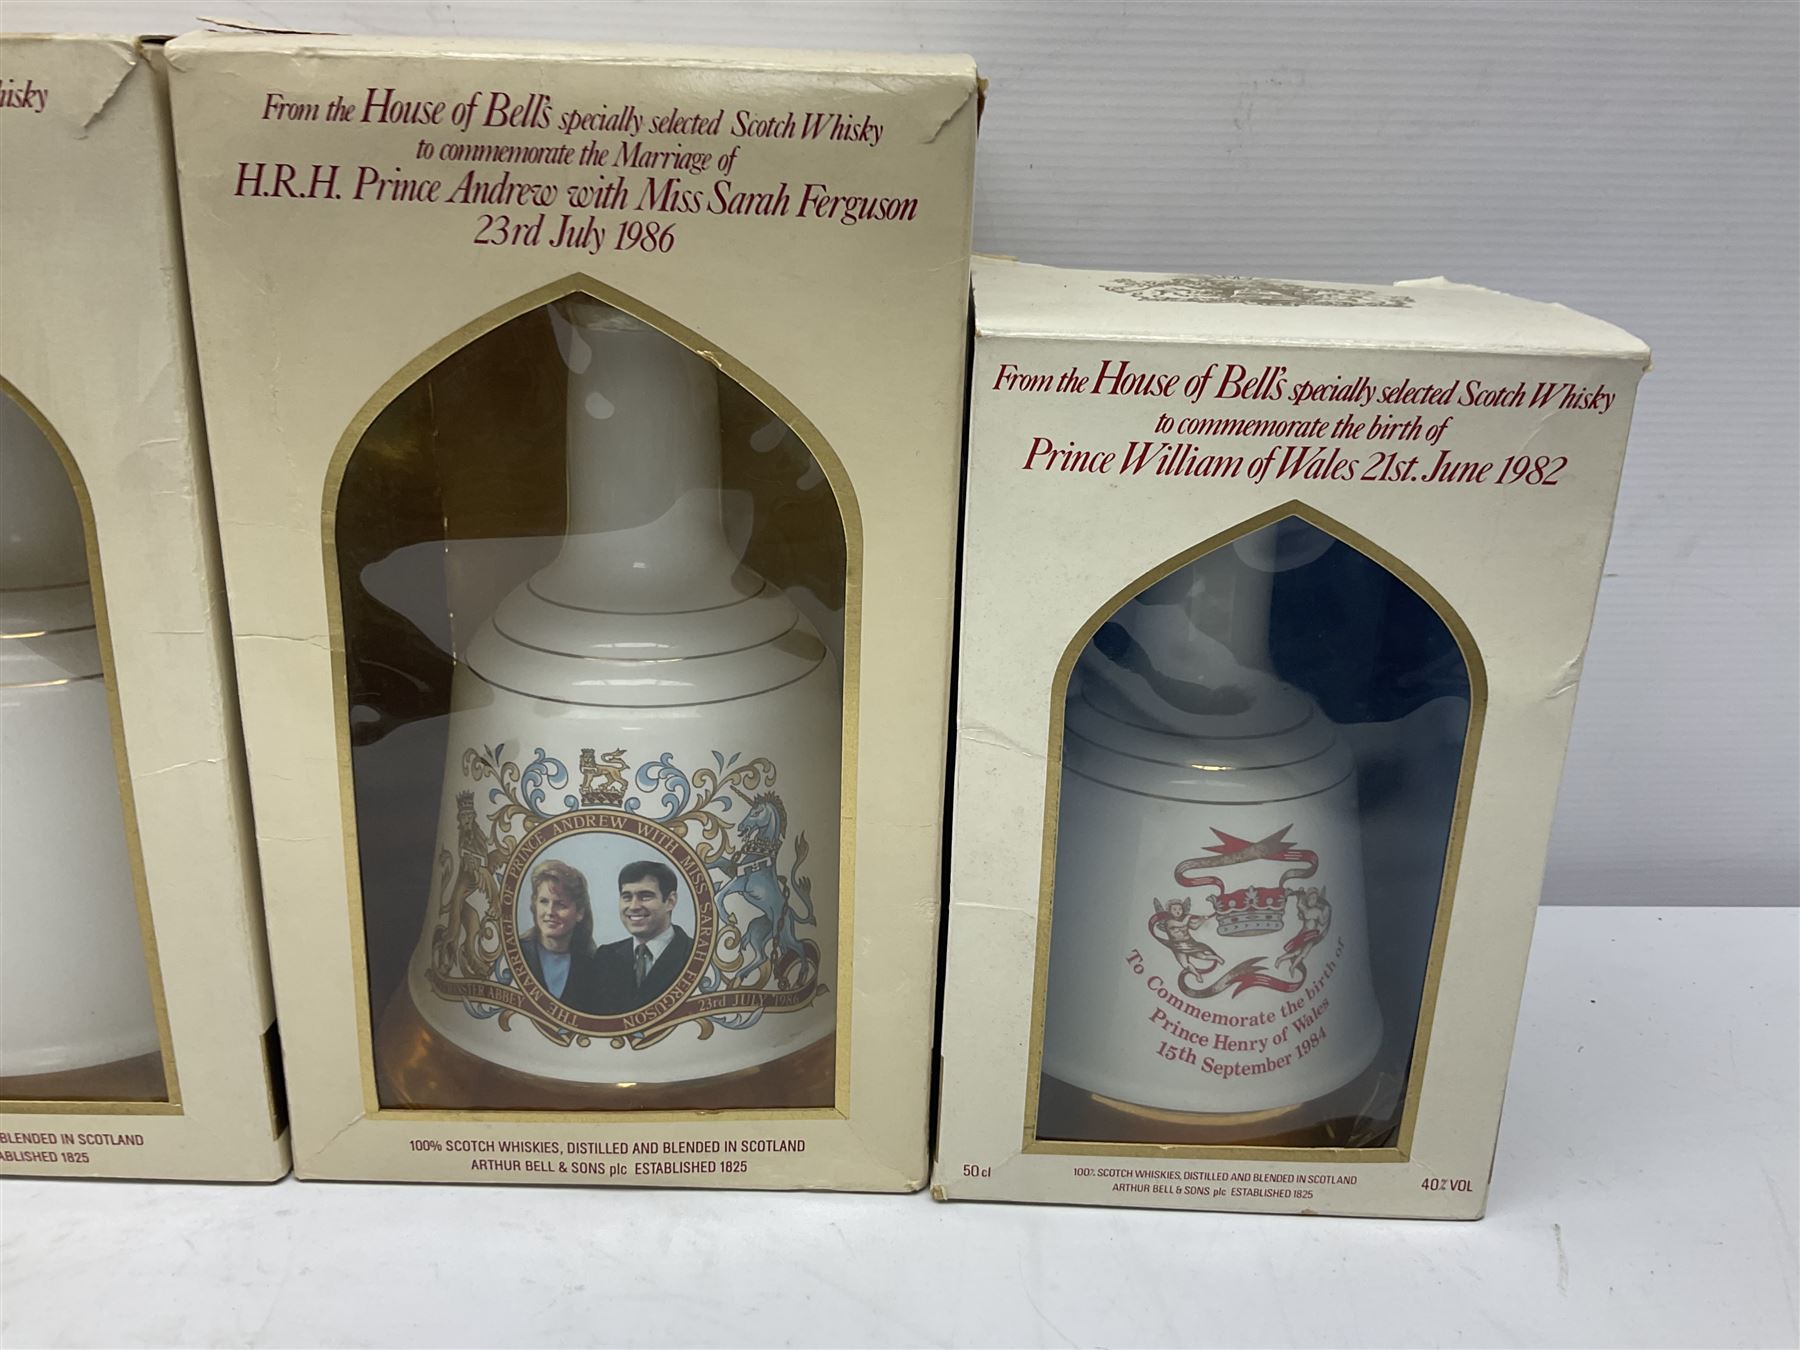 hisky
BLENDED IN SCOTLAND
ABLISHED 1825
From the House of Bell's specially selected Scotch Whisky
to commemorate the Marriage of
H.R.H. Prince Andrew with Miss Sarah Ferguson
23rd July 1986
THE MARRIAGE OF PRINCE ANDREW WITH MISS SARAH FERGUSON
MINSTER ABBEY
23rd JULY 1986
100% SCOTCH WHISKIES, DISTILLED AND BLENDED IN SCOTLAND
ARTHUR BELL & SONS plc ESTABLISHED 1825
From the House of Bell's specially selected Scotch Whisky
to commemorate the birth of
Prince William of Wales 21st. June 1982
To Commemorate the birth of
Prince Henry of Wales
15th September 1984
50 cl
100% SCOTCH WHISKIES, DISTILLED AND BLENDED IN SCOTLAND
ARTHUR BELL & SONS plc ESTABLISHED 1825
40% VOL